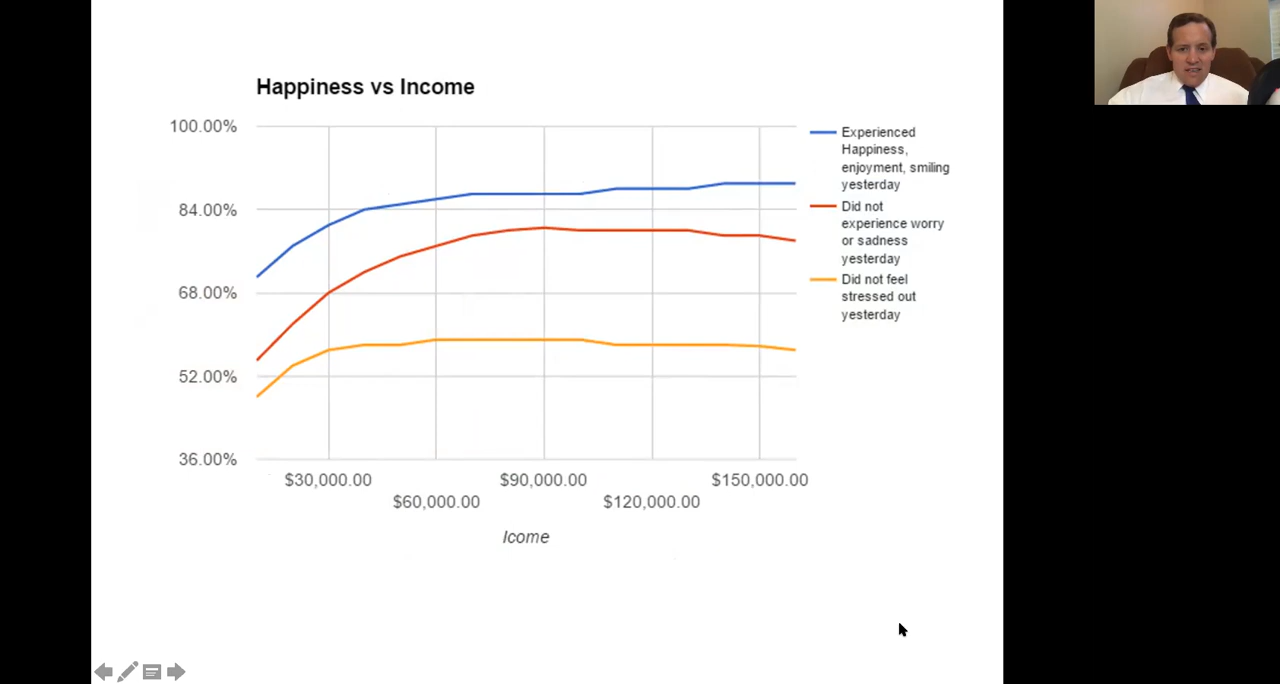 Happiness vs Income
100.00%
84.00%
68.00%
52.00%
36.00%
$30,000.00
$60,000.00
$90,000.00
$120,000.00
$150,000.00
Icome
Experienced
Happiness,
enjoyment, smiling
yesterday
Did not
experience worry
or sadness
yesterday
Did not feel
stressed out
yesterday